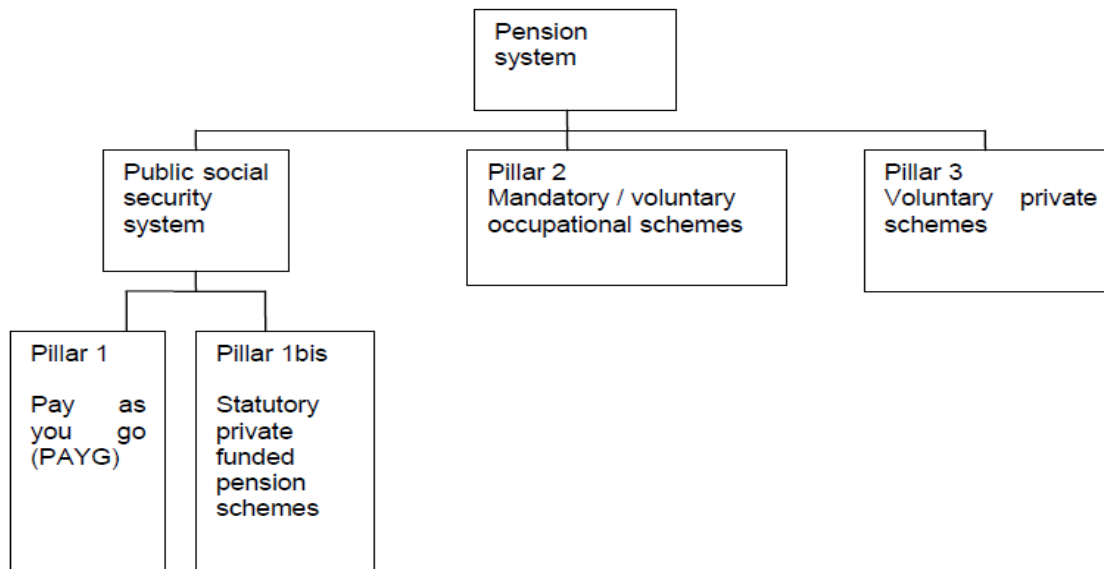 Pension
system
Public social
security
system
Pillar 2
Mandatory / voluntary
occupational schemes
Pillar 3
Voluntary private
schemes
Pillar 1
Pay as
you go
(PAYG)
Pillar 1bis
Statutory
private
funded
pension
schemes